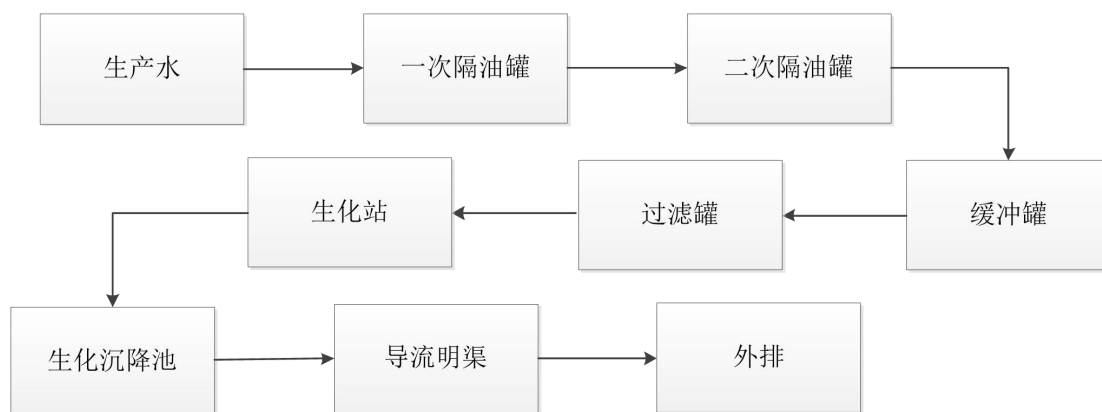 生产水
一次隔油罐
二次隔油罐
缓冲罐
过滤罐
生化站
生化沉降池
导流明渠
外排